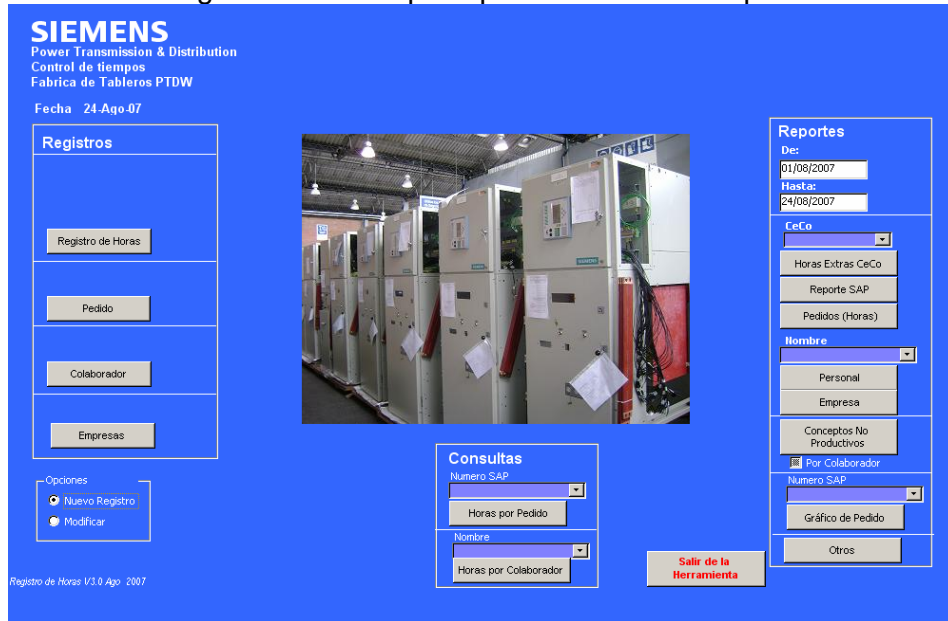 SIEMENS
Power Transmission & Distribution
Control de tiempos
Fabrica de Tableros PTDW
Fecha 24-Ago-07
Registros
Registro de Horas
Pedido
Colaborador
Empresas
Opciones
Nuevo Registro
Modificar
Registro de Horas V3.0 Ago 2007
Consultas
Numero SAP
Horas por Pedido
Nombre
Horas por Colaborador
Salir de la
Herramienta
Reportes
De:
01/08/2007
Hasta:
24/08/2007
CeCo
Horas Extras CeCo
Reporte SAP
Pedidos (Horas)
Nombre
Personal
Empresa
Conceptos No
Productivos
Por Colaborador
Numero SAP
Gráfico de Pedido
Otros